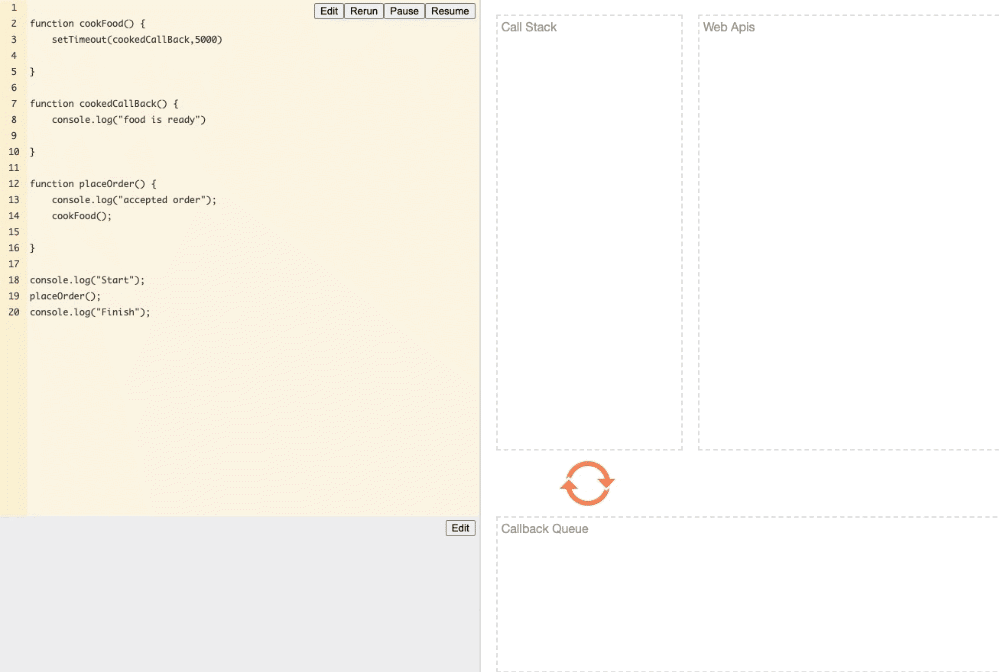 Edit Rerun Pause Resume
1
2 function cookFood() {
3 setTimeout(cookedCallBack,5000)
4
5 }
6
7 function cookedCallBack() {
8 console.log("food is ready")
9
10 }
11
12 function placeOrder() {
13 console.log("accepted order");
14 cookFood();
15
16 }
17
18 console.log("Start");
19 placeOrder();
20 console.log("Finish");
Edit
Call Stack
Web Apis
Callback Queue